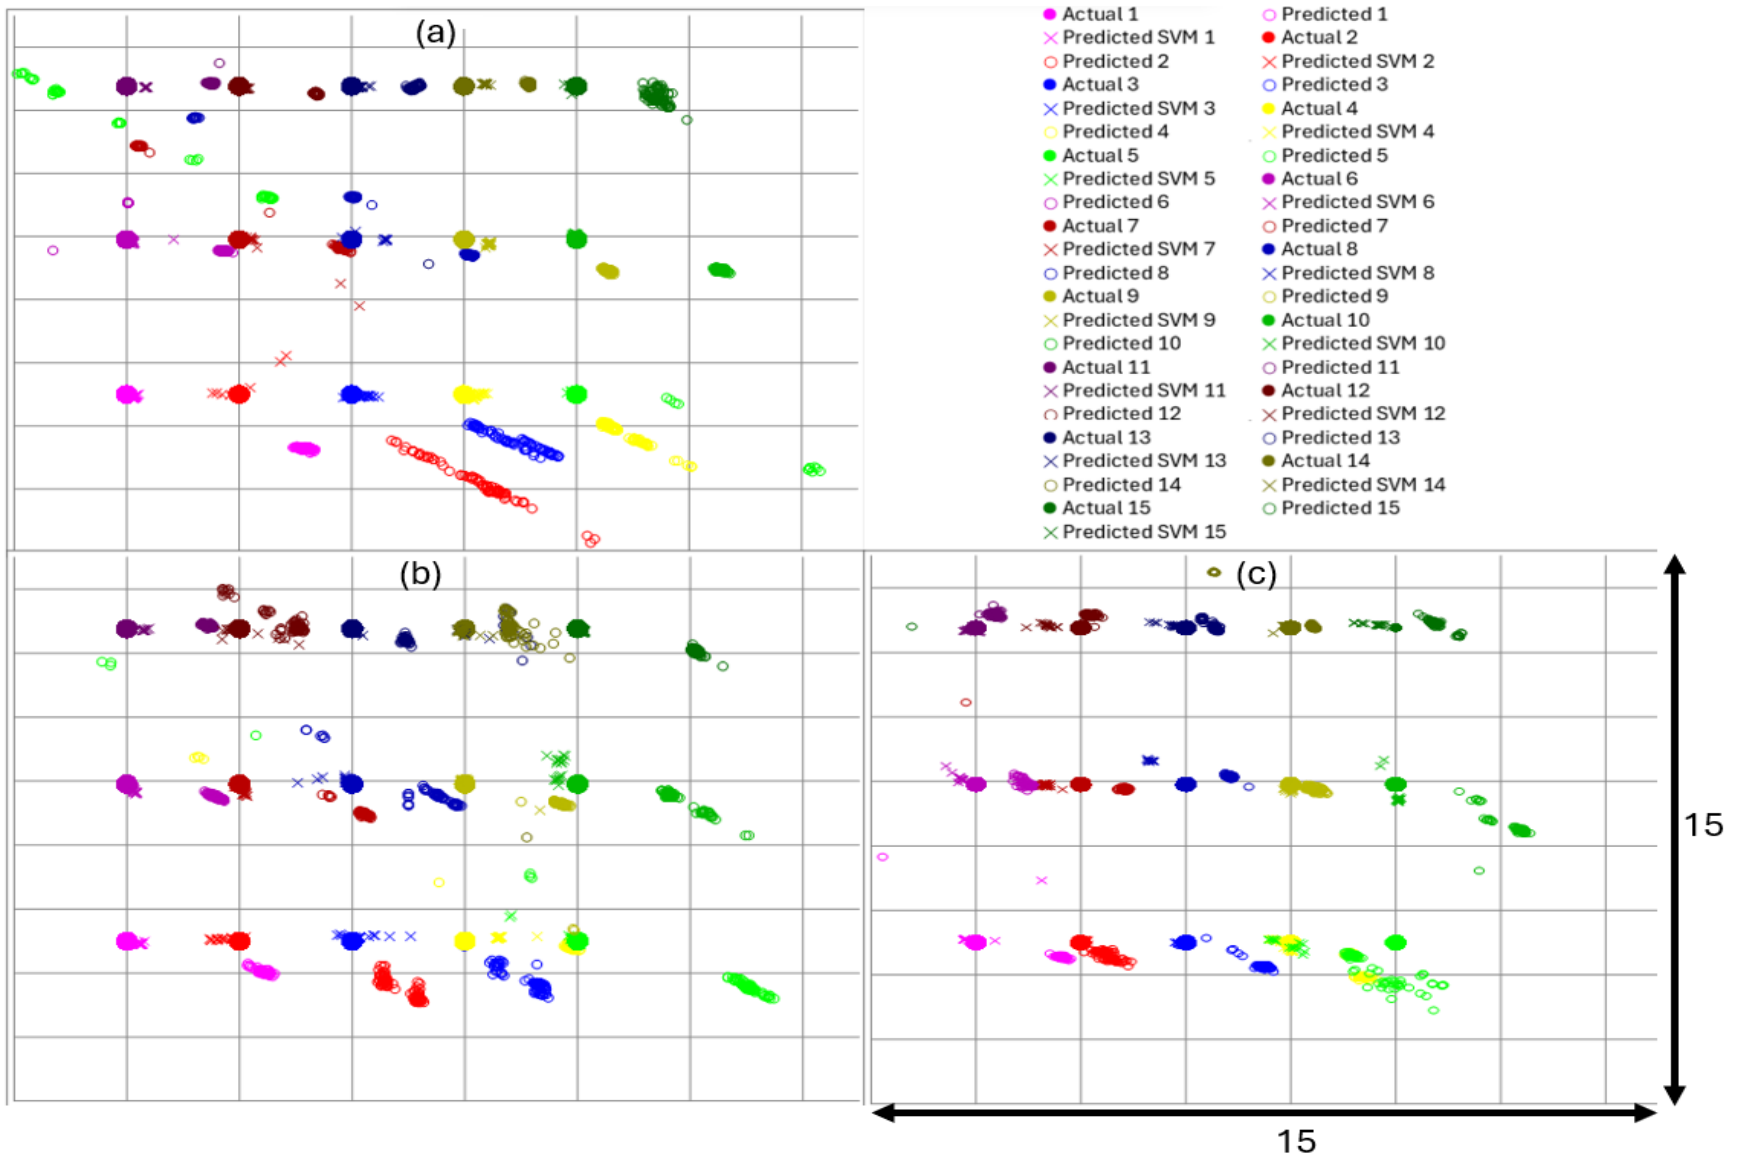 (a)
Actual 1 Predicted 1
Predicted SVM 1 Actual 2
Predicted 2 Predicted SVM 2
Actual 3 Predicted 3
Predicted SVM 3 Actual 4
Predicted 4 Predicted SVM 4
Actual 5 Predicted 5
Predicted SVM 5 Actual 6
Predicted 6 Predicted SVM 6
Actual 7 Predicted 7
Predicted SVM 7 Actual 8
Predicted 8 Predicted SVM 8
Actual 9 Predicted 9
Predicted SVM 9 Actual 10
Predicted 10 Predicted SVM 10
Actual 11 Predicted 11
Predicted SVM 11 Actual 12
Predicted 12 Predicted SVM 12
Actual 13 Predicted 13
Predicted SVM 13 Actual 14
Predicted 14 Predicted SVM 14
Actual 15 Predicted 15
Predicted SVM 15
(b)
(c)
15
15